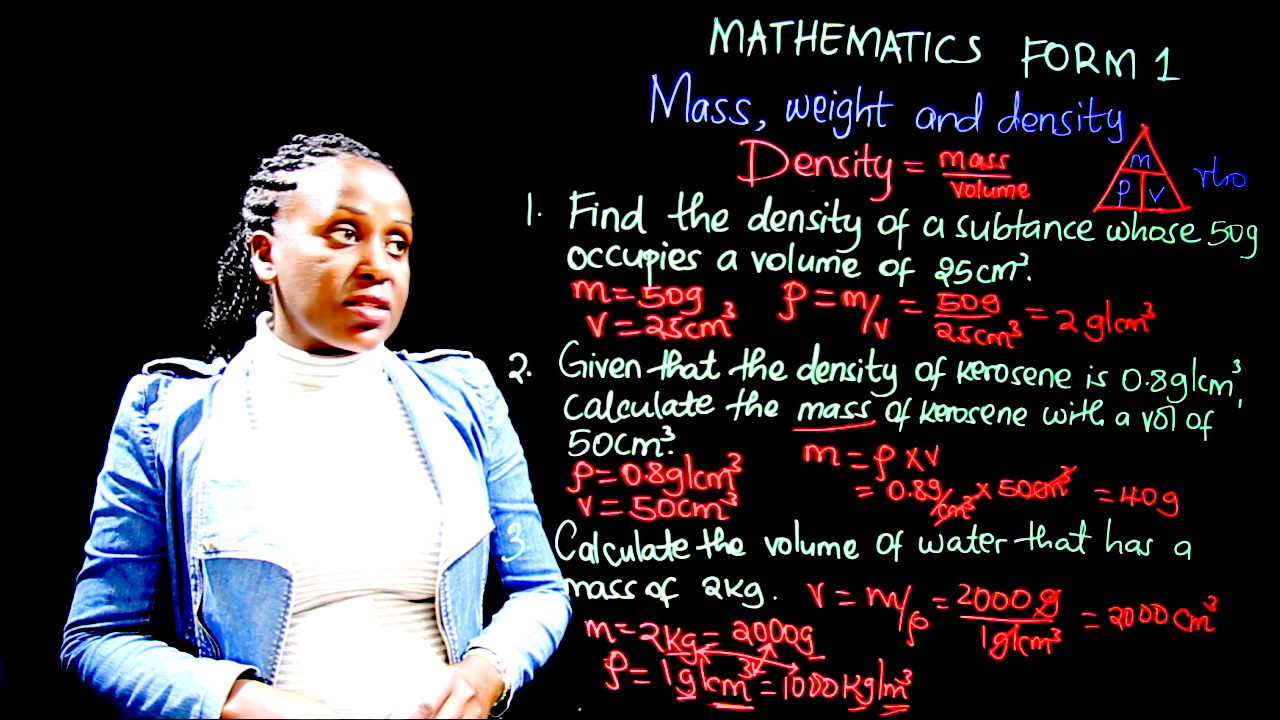 MATHEMATICS FORM 1
Mass, weight and density
Density = mass/volume
m
ρ v
rho
1. Find the density of a subtance whose 50g
occupies a volume of 25cm³.
m = 50g
v = 25cm³
ρ = m/v = 50g/25cm³ = 2 g/cm³
2. Given that the density of kerosene is 0.8g/cm³,
Calculate the mass of kerosene with a vol of
50cm³.
ρ = 0.8g/cm³
v = 50cm³
m = ρ x v
= 0.8g/cm³ x 50cm³ = 40g
3. Calculate the volume of water that has a
mass of 2kg.
v = m/ρ = 2000g/1g/cm³ = 2000cm³
m = 2kg = 2000g
ρ = 1g/cm³ = 1000kg/m³